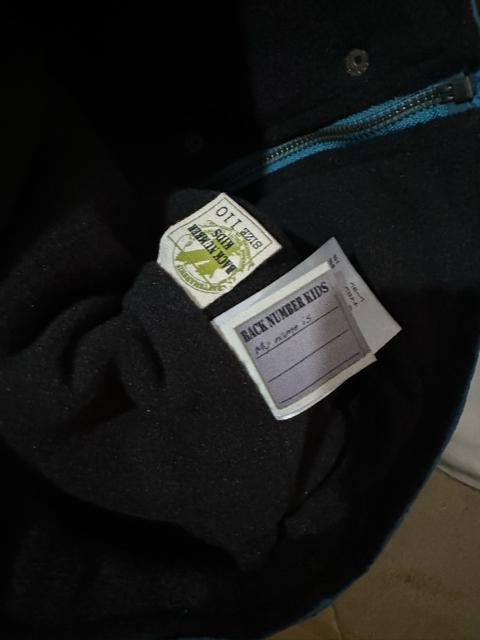 BACK NUMBER
KIDS
SIZE 110
BACK NUMBER KIDS
My name is